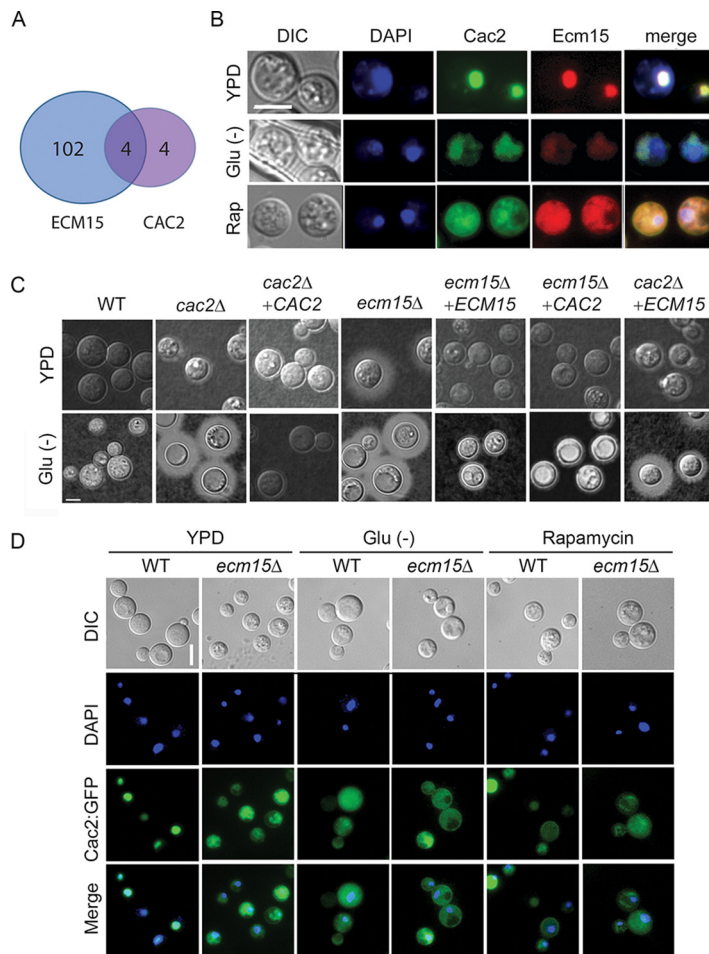 A
102
4
4
ECM15
CAC2
B
DIC
DAPI
Cac2
Ecm15
merge
YPD
Glu (-)
Rap
C
WT
cac2Δ
cac2Δ
+CAC2
ecm15Δ
ecm15Δ
+ECM15
ecm15Δ
+CAC2
cac2Δ
+ECM15
YPD
Glu (-)
D
YPD
Glu (-)
Rapamycin
WT
ecm15Δ
WT
ecm15Δ
WT
ecm15Δ
DIC
DAPI
Cac2:GFP
Merge